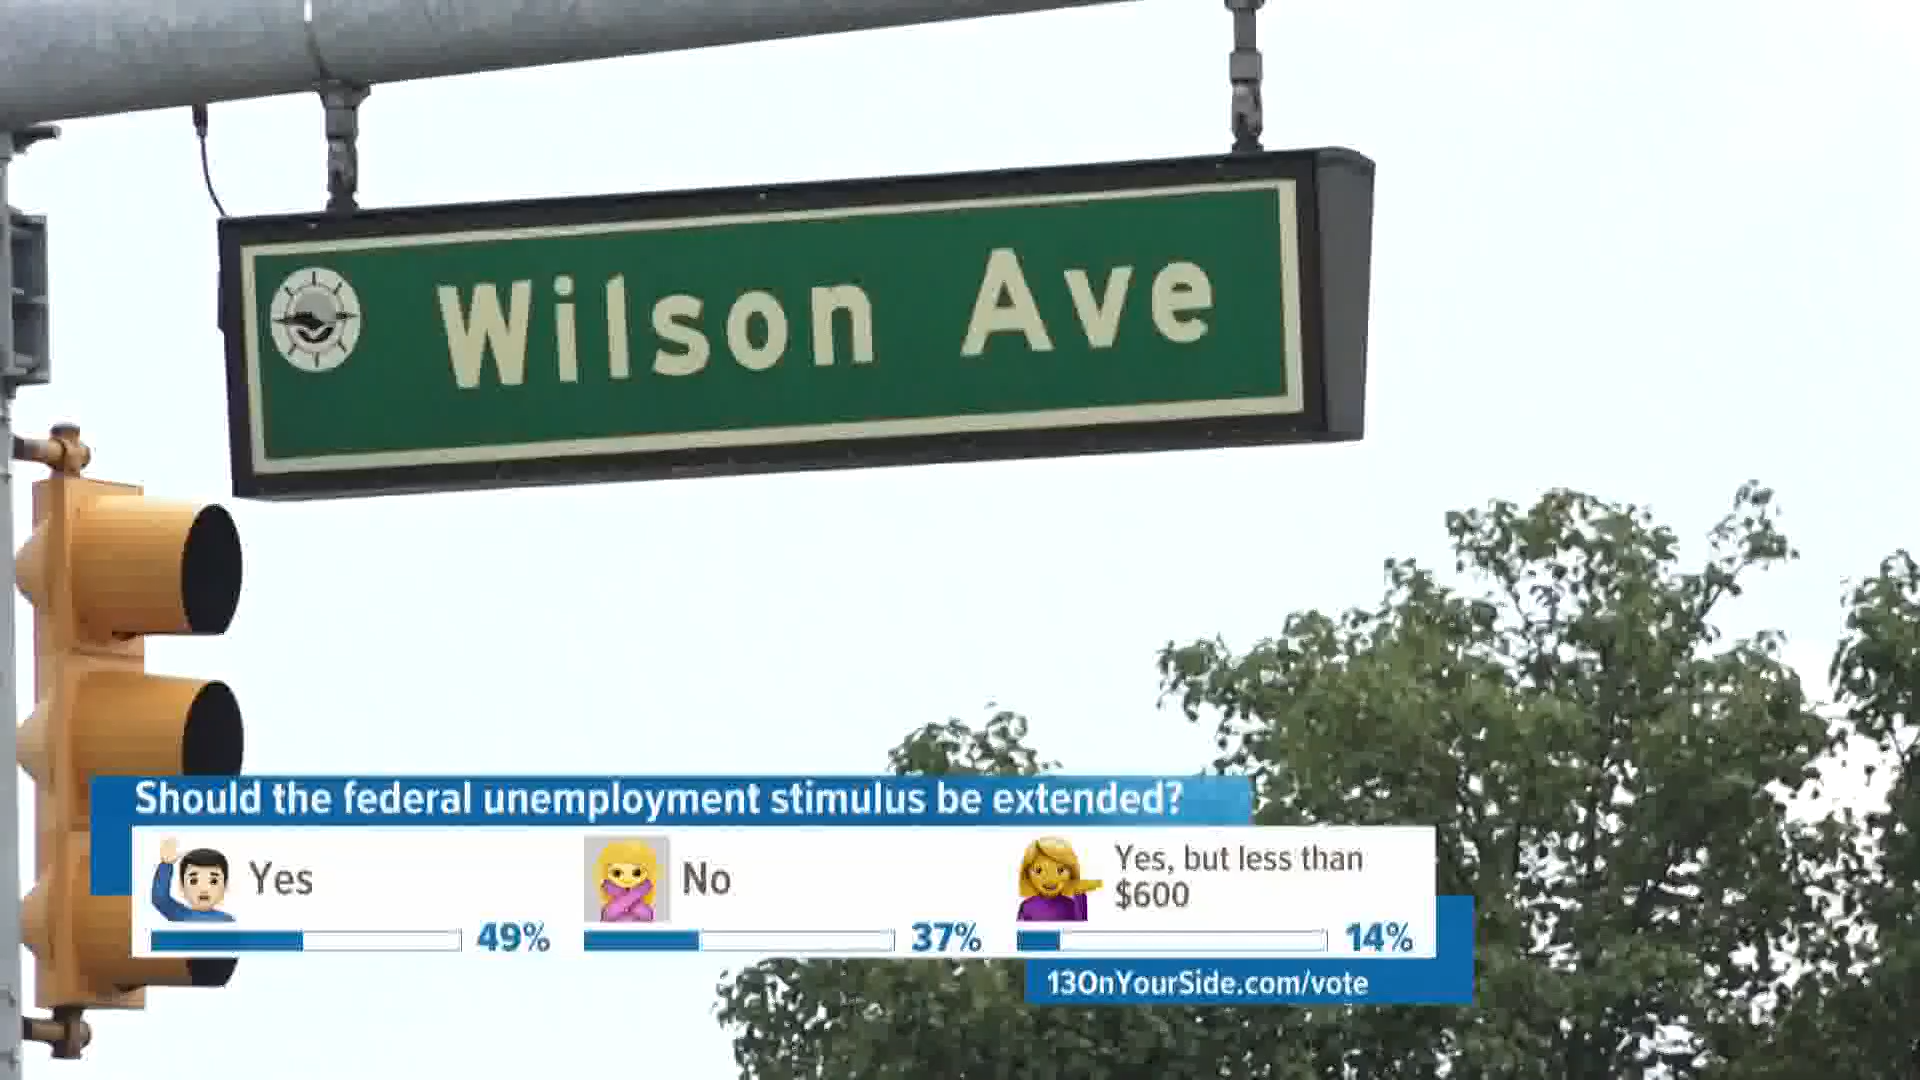 Wilson Ave
Should the federal unemployment stimulus be extended?
Yes
49%
No
37%
Yes, but less than
$600
14%
13OnYourSide.com/vote